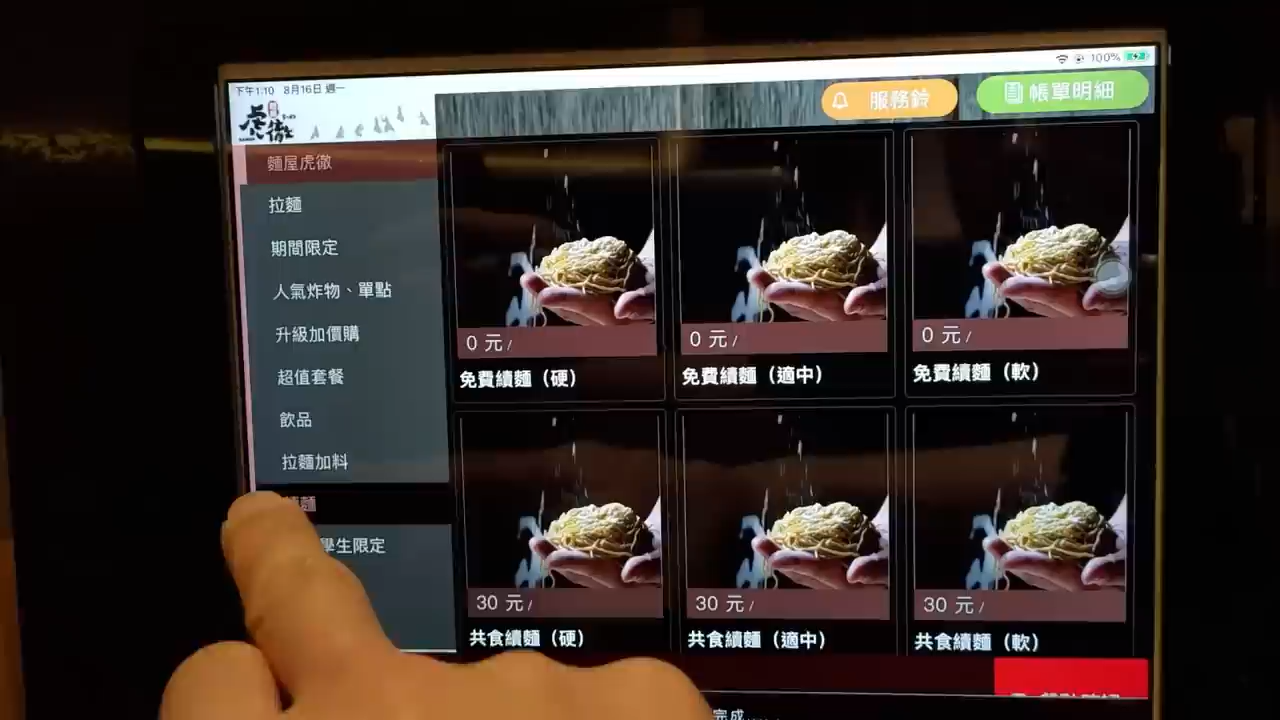 下午1:10 8月16日 週一
100%
虎徹
服務鈴
帳單明細
麵屋虎徹
拉麵
期間限定
人氣炸物、單點
升級加價購
超值套餐
飲品
拉麵加料
麵
學生限定
0 元/
免費續麵（硬）
0 元/
免費續麵（適中）
0 元/
免費續麵（軟）
30 元/
共食續麵（硬）
30 元/
共食續麵（適中）
30 元/
共食續麵（軟）
完成......